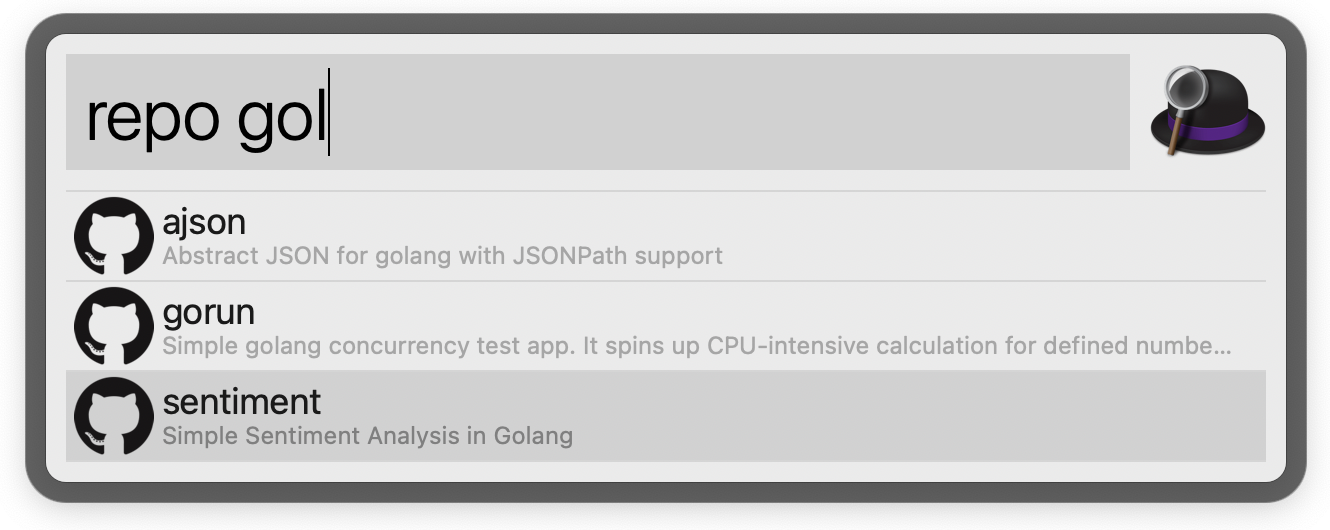 repo gol
ajson
Abstract JSON for golang with JSONPath support
gorun
Simple golang concurrency test app. It spins up CPU-intensive calculation for defined numbe...
sentiment
Simple Sentiment Analysis in Golang